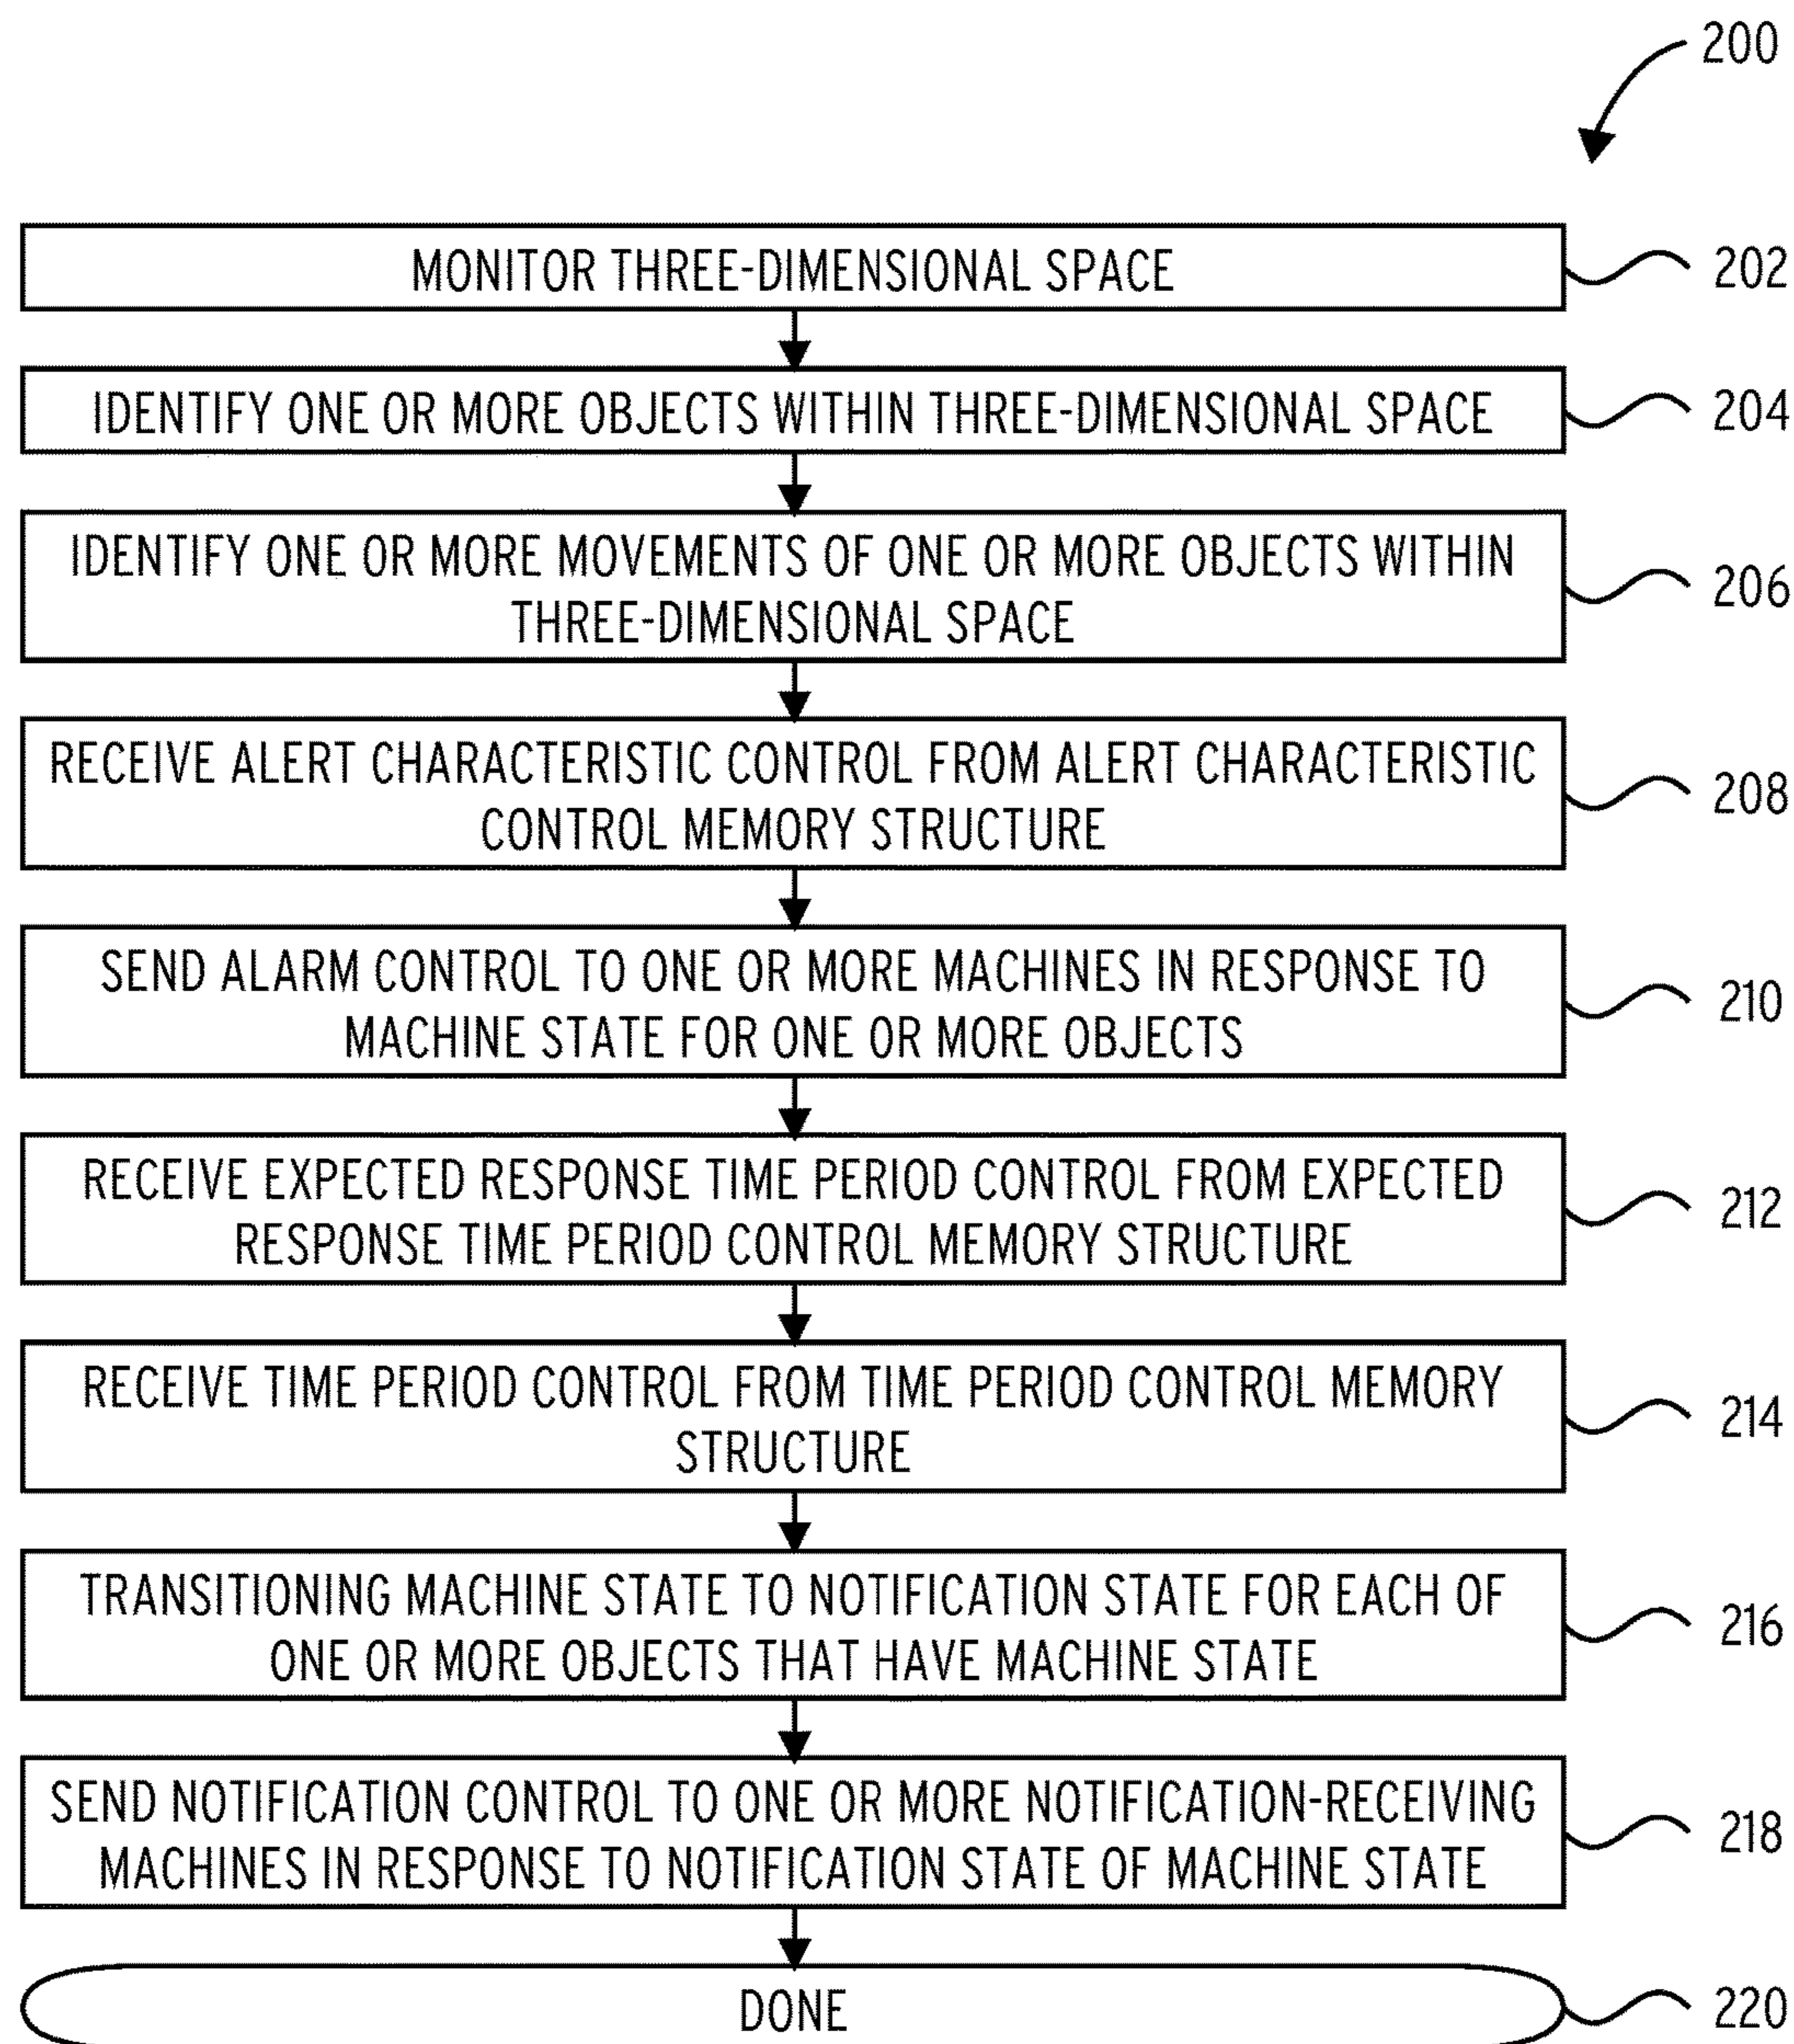 200
MONITOR THREE-DIMENSIONAL SPACE
202
IDENTIFY ONE OR MORE OBJECTS WITHIN THREE-DIMENSIONAL SPACE
204
IDENTIFY ONE OR MORE MOVEMENTS OF ONE OR MORE OBJECTS WITHIN
THREE-DIMENSIONAL SPACE
206
RECEIVE ALERT CHARACTERISTIC CONTROL FROM ALERT CHARACTERISTIC
CONTROL MEMORY STRUCTURE
208
SEND ALARM CONTROL TO ONE OR MORE MACHINES IN RESPONSE TO
MACHINE STATE FOR ONE OR MORE OBJECTS
210
RECEIVE EXPECTED RESPONSE TIME PERIOD CONTROL FROM EXPECTED
RESPONSE TIME PERIOD CONTROL MEMORY STRUCTURE
212
RECEIVE TIME PERIOD CONTROL FROM TIME PERIOD CONTROL MEMORY
STRUCTURE
214
TRANSITIONING MACHINE STATE TO NOTIFICATION STATE FOR EACH OF
ONE OR MORE OBJECTS THAT HAVE MACHINE STATE
216
SEND NOTIFICATION CONTROL TO ONE OR MORE NOTIFICATION-RECEIVING
MACHINES IN RESPONSE TO NOTIFICATION STATE OF MACHINE STATE
218
DONE
220